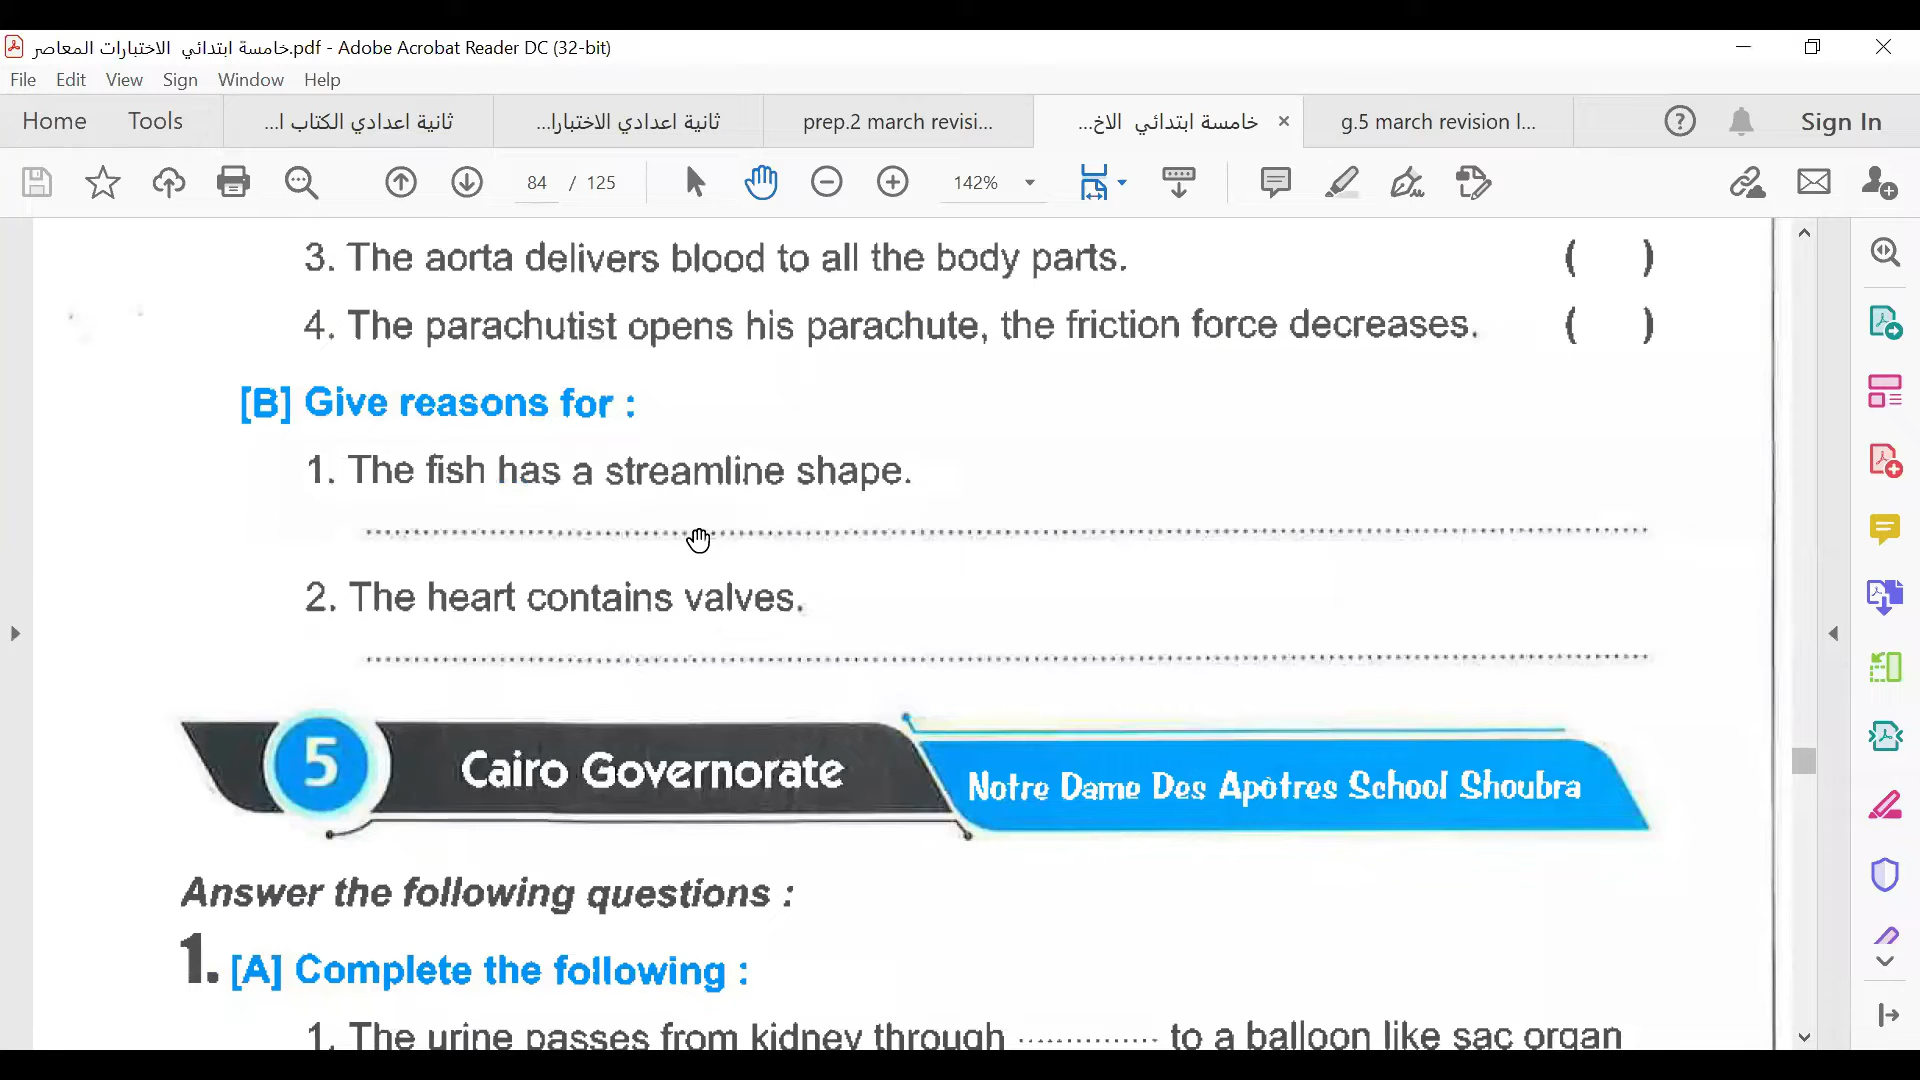 خامسة ابتدائي الاختبارات المعاصر.pdf - Adobe Acrobat Reader DC (32-bit)
File Edit View Sign Window Help
Home Tools ثانية اعدادي الكتاب ا... ثانية اعدادي الاختبارا... prep.2 march revisi... خامسة ابتدائي الاخ... × g.5 march revision l... Sign In
84 / 125 142%
3. The aorta delivers blood to all the body parts. ( )
4. The parachutist opens his parachute, the friction force decreases. ( )
[B] Give reasons for :
1. The fish has a streamline shape.
2. The heart contains valves.
5 Cairo Governorate Notre Dame Des Apôtres School Shoubra
Answer the following questions :
1. [A] Complete the following :
1. The urine passes from kidney through ............ to a balloon like sac organ